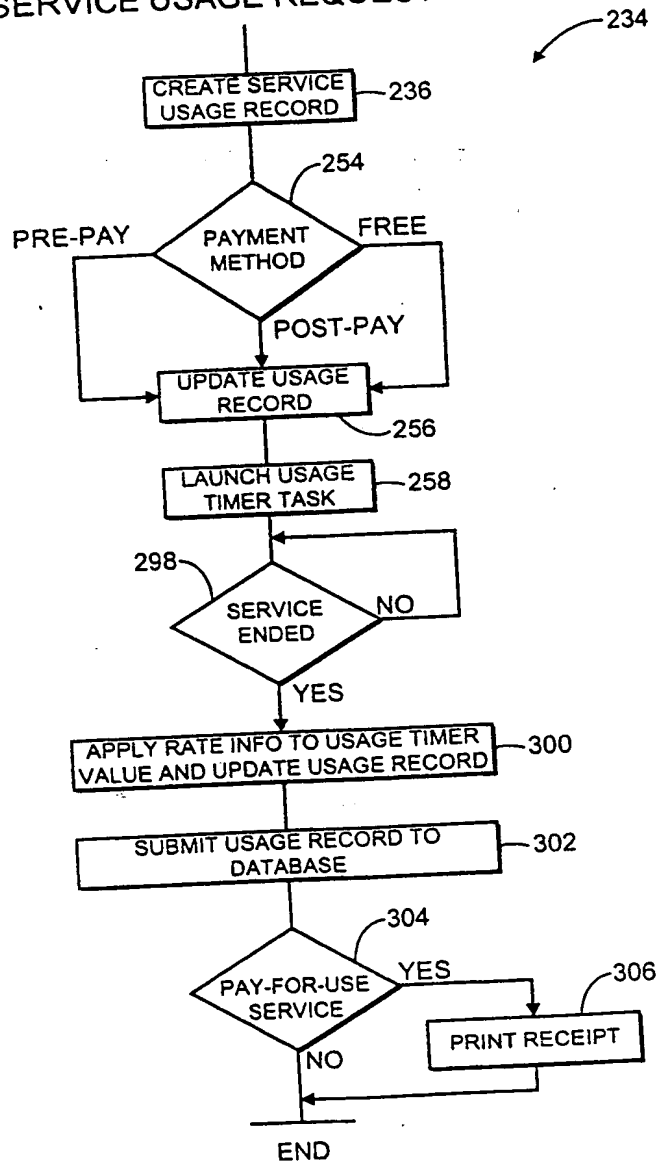 SERVICE USAGE REQUEST
234
CREATE SERVICE
USAGE RECORD
236
254
PRE-PAY
PAYMENT
METHOD
FREE
POST-PAY
UPDATE USAGE
RECORD
256
LAUNCH USAGE
TIMER TASK
258
298
SERVICE
ENDED
NO
YES
APPLY RATE INFO TO USAGE TIMER
VALUE AND UPDATE USAGE RECORD
300
SUBMIT USAGE RECORD TO
DATABASE
302
304
PAY-FOR-USE
SERVICE
YES
306
PRINT RECEIPT
NO
END